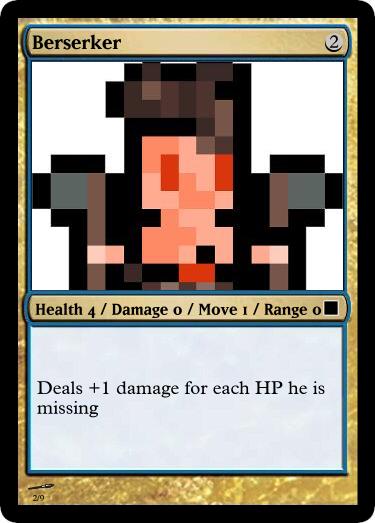 Berserker 2
Health 4 / Damage 0 / Move 1 / Range 0
Deals +1 damage for each HP he is
missing
2/9